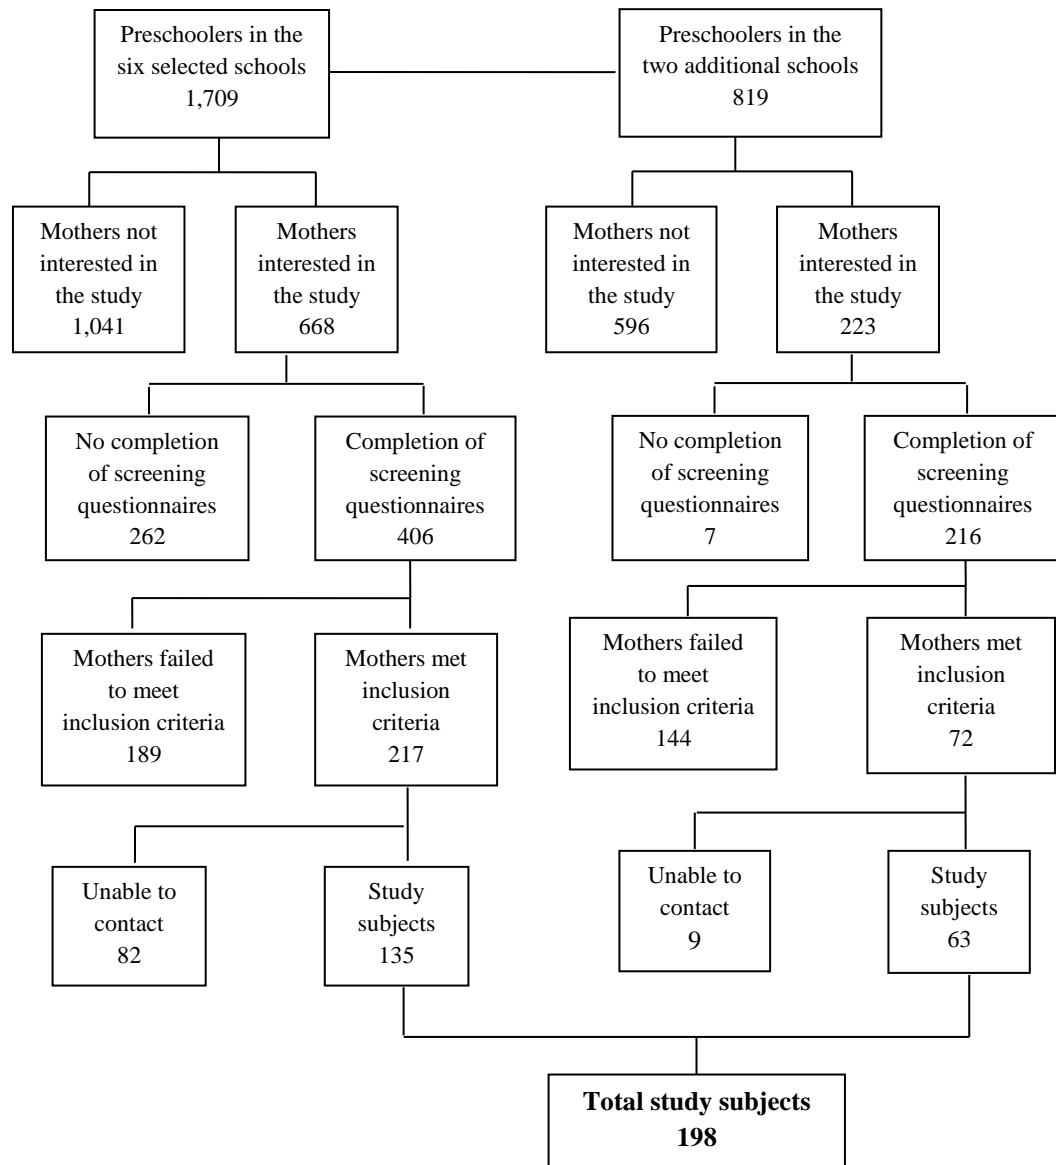 Preschoolers in the
six selected schools
1,709
Preschoolers in the
two additional schools
819
Mothers not
interested in
the study
1,041
Mothers
interested in
the study
668
Mothers not
interested in
the study
596
Mothers
interested in
the study
223
No completion
of screening
questionnaires
262
Completion of
screening
questionnaires
406
No completion
of screening
questionnaires
7
Completion of
screening
questionnaires
216
Mothers failed
to meet
inclusion criteria
189
Mothers met
inclusion
criteria
217
Mothers failed
to meet
inclusion criteria
144
Mothers met
inclusion
criteria
72
Unable to
contact
82
Study
subjects
135
Unable to
contact
9
Study
subjects
63
Total study subjects
198